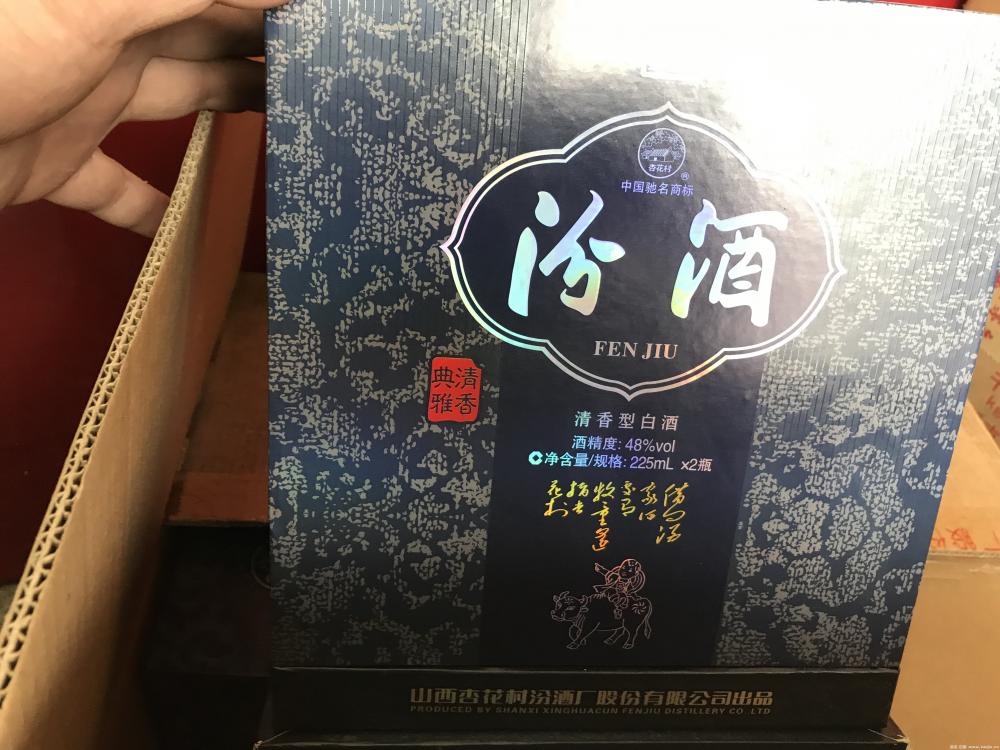 杏花村
®
中国驰名商标
汾酒
FEN JIU
清香
典雅
清香型白酒
酒精度: 48%vol
净含量/规格: 225mL x2瓶
借问酒
家何
处有
牧童遥
指杏
花村
山西杏花村汾酒厂股份有限公司出品
PRODUCED BY SHANXI XINGHUACUN FENJIU DISTILLERY CO.LTD